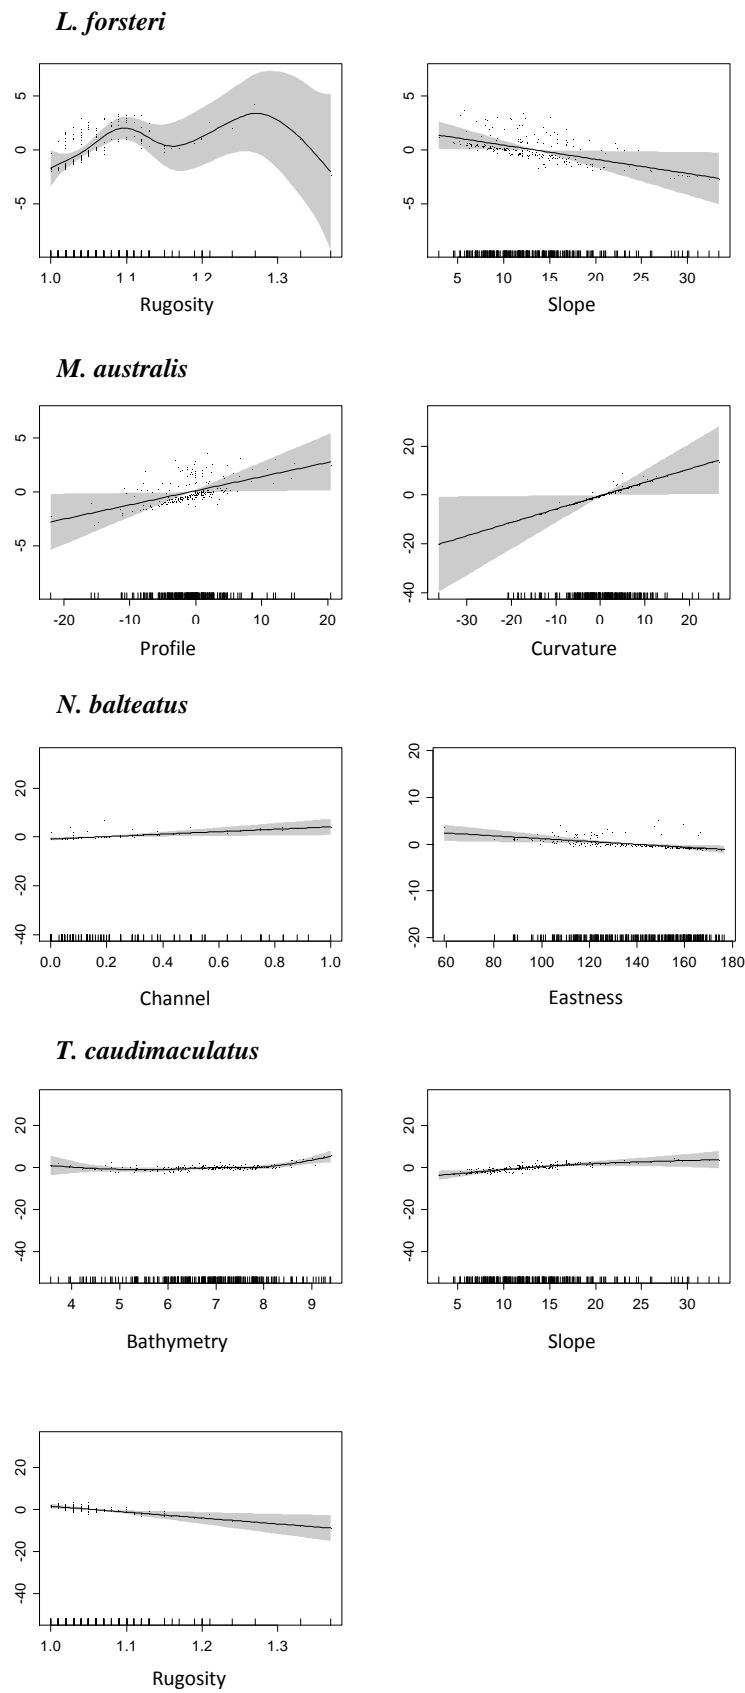 L. forsteri
5 5
0 0
-5 -5
1.0 1.1 1.2 1.3 5 10 15 20 25 30
Rugosity Slope
M. australis
5 20
0 0
-5 -20
-40
-20 -10 0 10 20 -30 -20 -10 0 10 20
Profile Curvature
N. balteatus
20 20
10
0 0
-20 -10
-40 -20
0.0 0.2 0.4 0.6 0.8 1.0 60 80 100 120 140 160 180
Channel Eastness
T. caudimaculatus
20 20
0 0
-20 -20
-40 -40
4 5 6 7 8 9 5 10 15 20 25 30
Bathymetry Slope
20
0
-20
-40
1.0 1.1 1.2 1.3
Rugosity